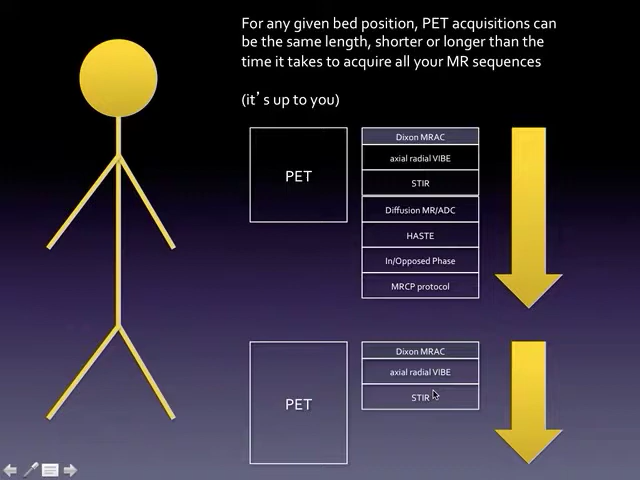 For any given bed position, PET acquisitions can
be the same length, shorter or longer than the
time it takes to acquire all your MR sequences
(it's up to you)
PET
Dixon MRAC
axial radial VIBE
STIR
Diffusion MR/ADC
HASTE
In/Opposed Phase
MRCP protocol
PET
Dixon MRAC
axial radial VIBE
STIR